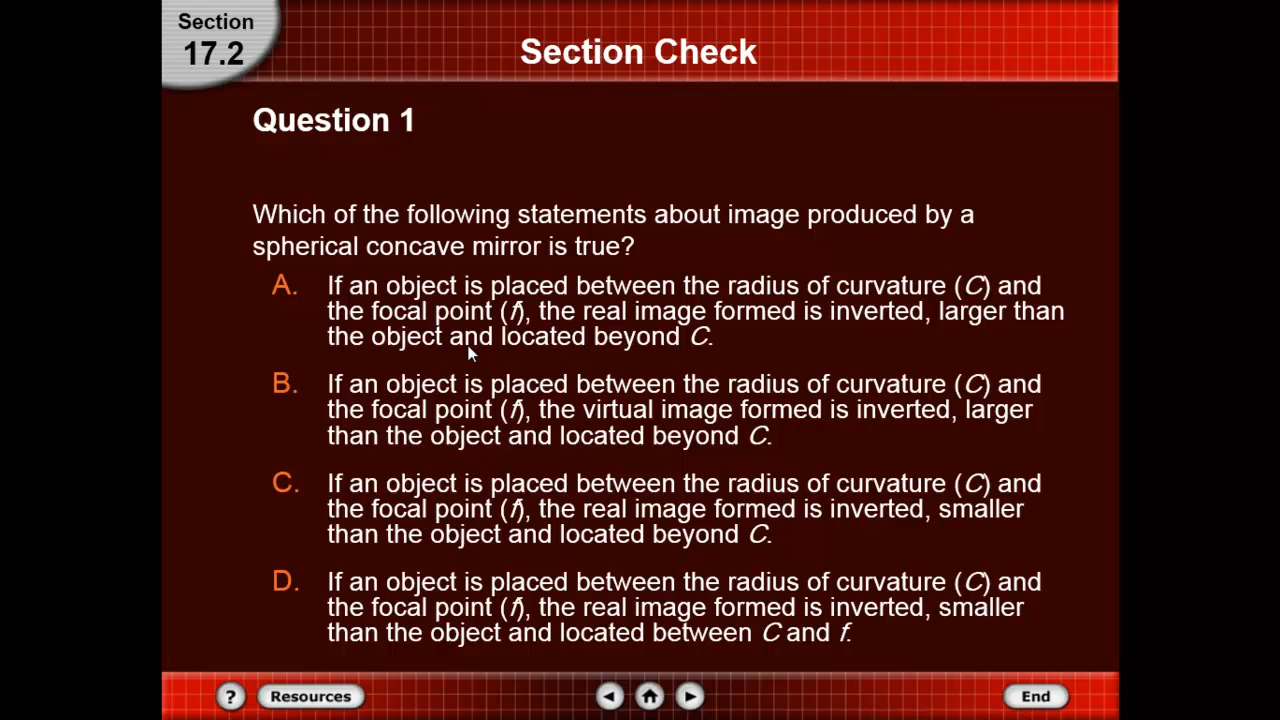 Section
17.2
Section Check
Question 1
Which of the following statements about image produced by a
spherical concave mirror is true?
A. If an object is placed between the radius of curvature (C) and
the focal point (f), the real image formed is inverted, larger than
the object and located beyond C.
B. If an object is placed between the radius of curvature (C) and
the focal point (f), the virtual image formed is inverted, larger
than the object and located beyond C.
C. If an object is placed between the radius of curvature (C) and
the focal point (f), the real image formed is inverted, smaller
than the object and located beyond C.
D. If an object is placed between the radius of curvature (C) and
the focal point (f), the real image formed is inverted, smaller
than the object and located between C and f.
? Resources End